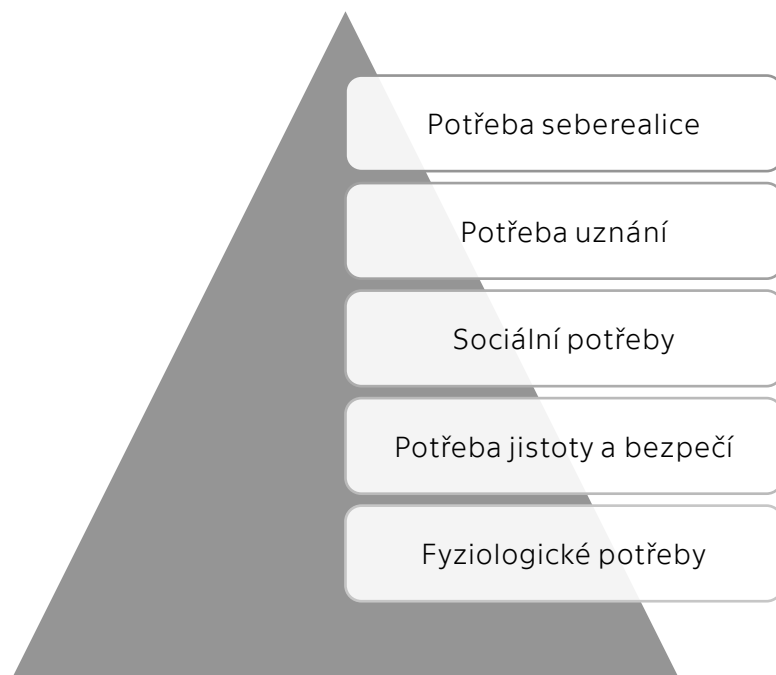 Potřeba seberealice
Potřeba uznání
Sociální potřeby
Potřeba jistoty a bezpečí
Fyziologické potřeby